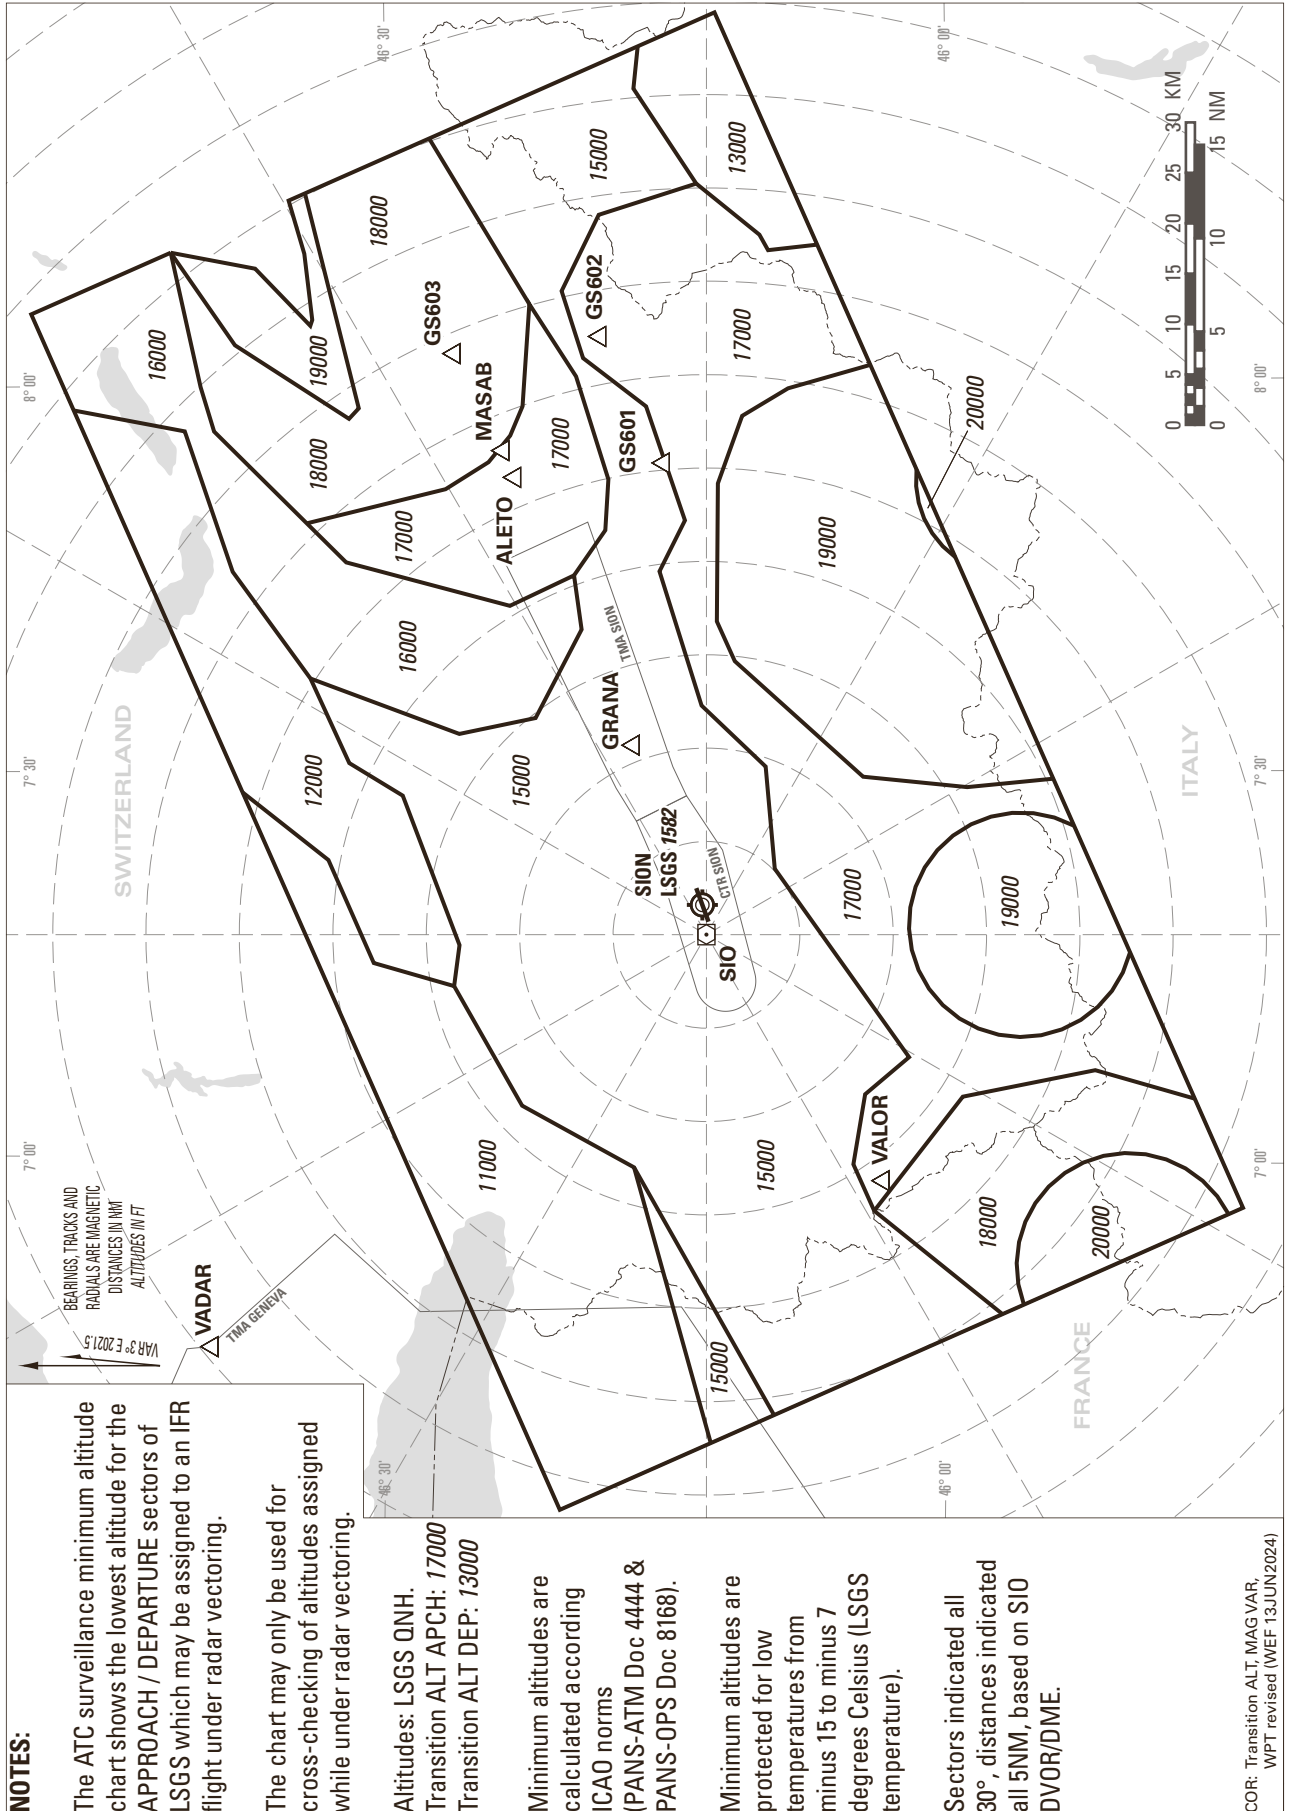 NOTES:
The ATC surveillance minimum altitude
chart shows the lowest altitude for the
APPROACH / DEPARTURE sectors of
LSGS which may be assigned to an IFR
flight under radar vectoring.
The chart may only be used for
cross-checking of altitudes assigned
while under radar vectoring.
Altitudes: LSGS QNH.
Transition ALT APCH: 17000
Transition ALT DEP: 13000
Minimum altitudes are
calculated according
ICAO norms
(PANS-ATM Doc 4444 &
PANS-OPS Doc 8168).
Minimum altitudes are
protected for low
temperatures from
minus 15 to minus 7
degrees Celsius (LSGS
temperature).
Sectors indicated all
30°, distances indicated
all 5NM, based on SIO
DVOR/DME.
COR: Transition ALT, MAG VAR,
WPT revised (WEF 13JUN2024)
BEARINGS, TRACKS AND
RADIALS ARE MAGNETIC
DISTANCES IN NM
ALTITUDES IN FT
VAR 3° E 2021.5
VADAR
TMA GENEVA
7° 00'
7° 30'
8° 00'
46° 30'
46° 00'
46° 30'
46° 00'
7° 00'
7° 30'
8° 00'
SWITZERLAND
FRANCE
ITALY
11000
12000
15000
15000
15000
16000
16000
17000
17000
18000
18000
19000
15000
13000
17000
19000
20000
17000
19000
18000
20000
GS603
MASAB
ALETO
GS602
GS601
GRANA
TMA SION
SION
LSGS 1582
CTR SION
SIO
VALOR
0 5 10 15 20 25 30 KM
0 5 10 15 NM